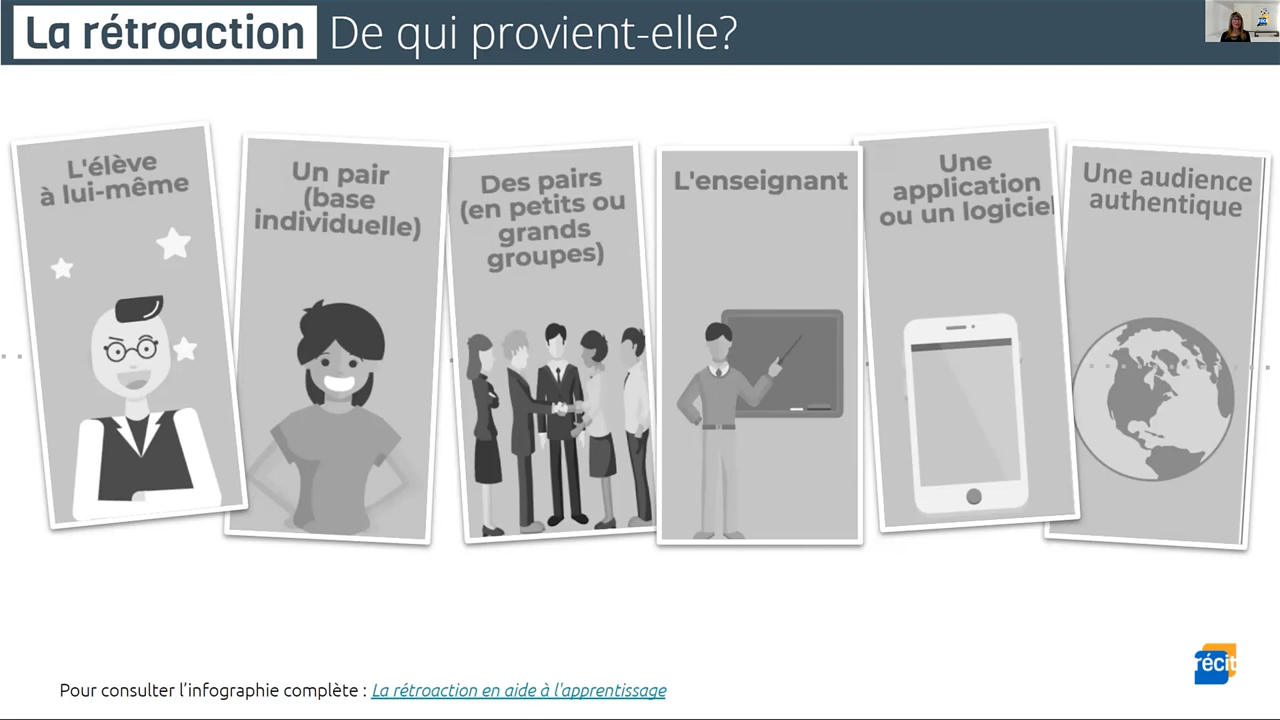 La rétroaction De qui provient-elle?
L'élève
à lui-même
Un pair
(base
individuelle)
Des pairs
(en petits ou
grands
groupes)
L'enseignant
Une
application
ou un logiciel
Une audience
authentique
récit
Pour consulter l'infographie complète : La rétroaction en aide à l'apprentissage